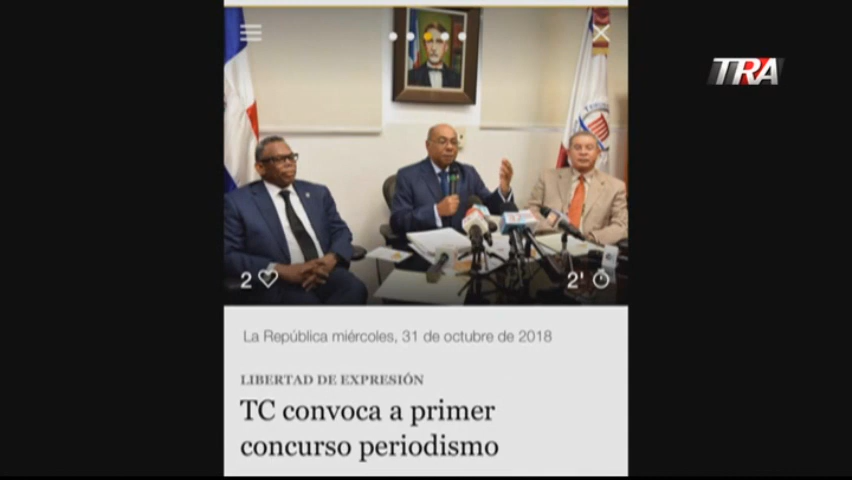 TRA
2
2'
La República miércoles, 31 de octubre de 2018
LIBERTAD DE EXPRESIÓN
TC convoca a primer
concurso periodismo